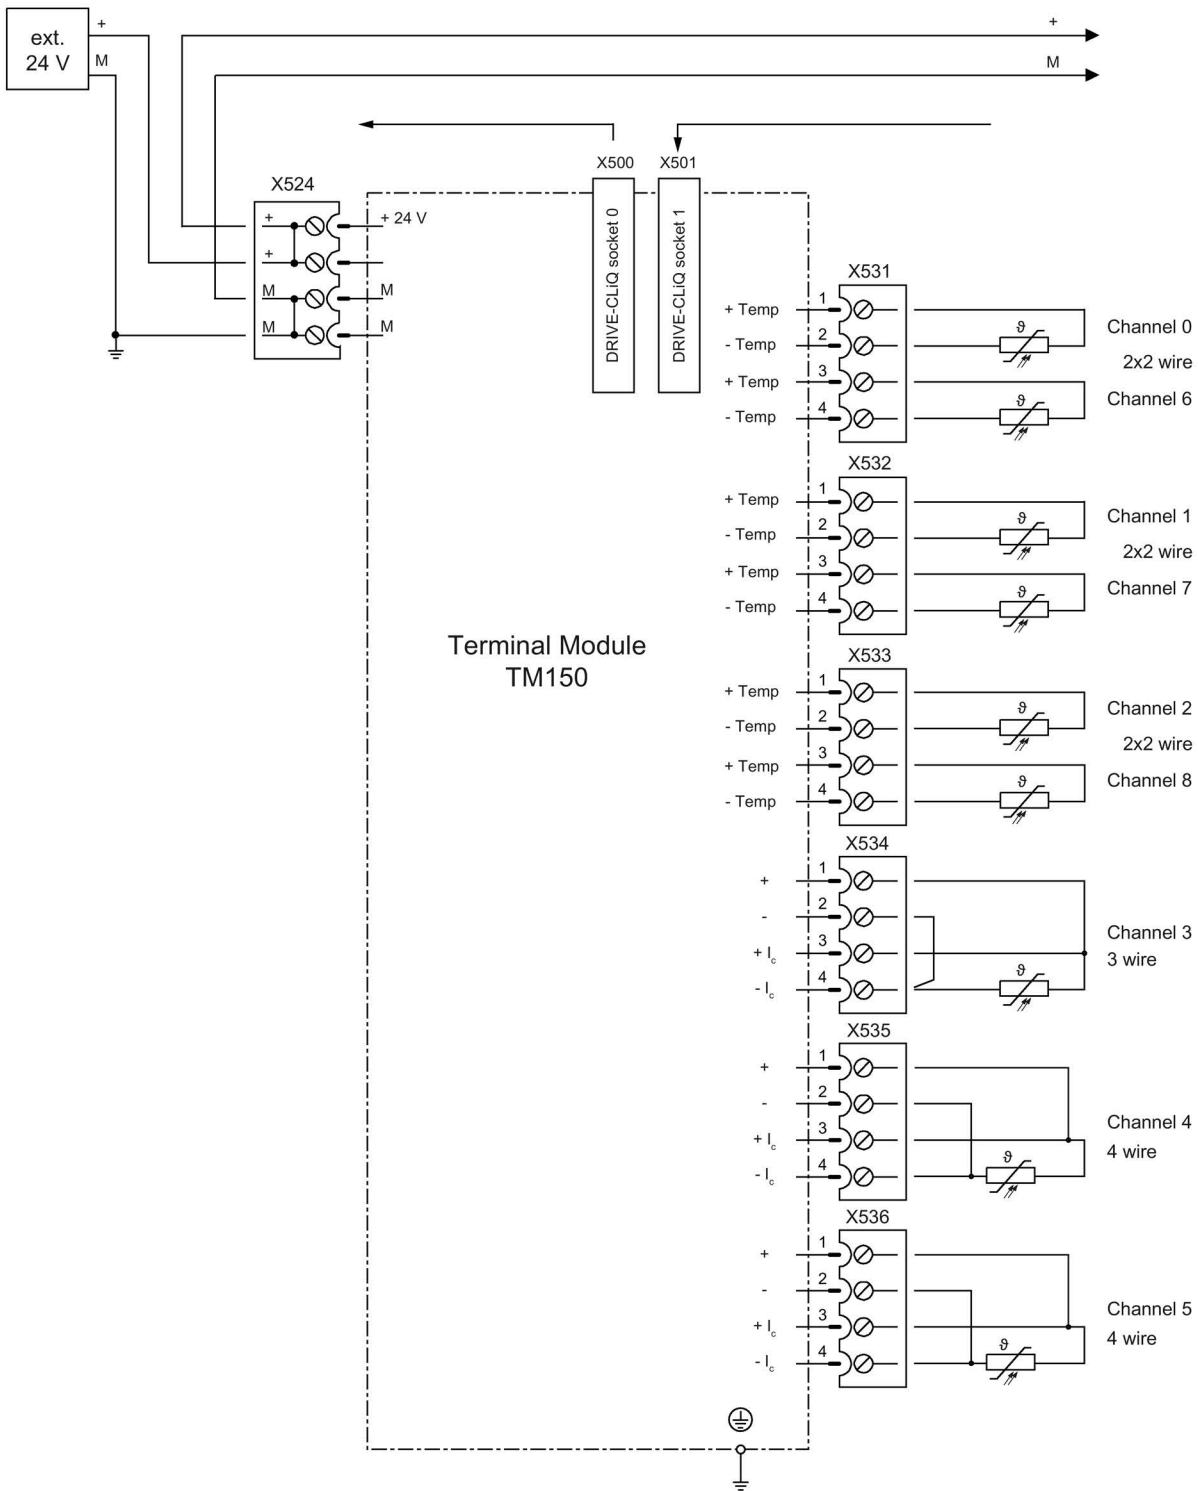 ext.
24 V
+
M
+
M
X500
X501
X524
+
+
M
M
+ 24 V
M
M
DRIVE-CLiQ socket 0
DRIVE-CLiQ socket 1
Terminal Module
TM150
X531
+ Temp 1
- Temp 2
+ Temp 3
- Temp 4
ϑ
ϑ
Channel 0
2x2 wire
Channel 6
X532
+ Temp 1
- Temp 2
+ Temp 3
- Temp 4
ϑ
ϑ
Channel 1
2x2 wire
Channel 7
X533
+ Temp 1
- Temp 2
+ Temp 3
- Temp 4
ϑ
ϑ
Channel 2
2x2 wire
Channel 8
X534
+ 1
- 2
+ Ic 3
- Ic 4
ϑ
Channel 3
3 wire
X535
+ 1
- 2
+ Ic 3
- Ic 4
ϑ
Channel 4
4 wire
X536
+ 1
- 2
+ Ic 3
- Ic 4
ϑ
Channel 5
4 wire